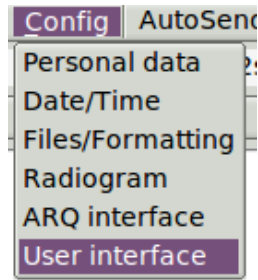 Config AutoSend
Personal data
Date/Time
Files/Formatting
Radiogram
ARQ interface
User interface